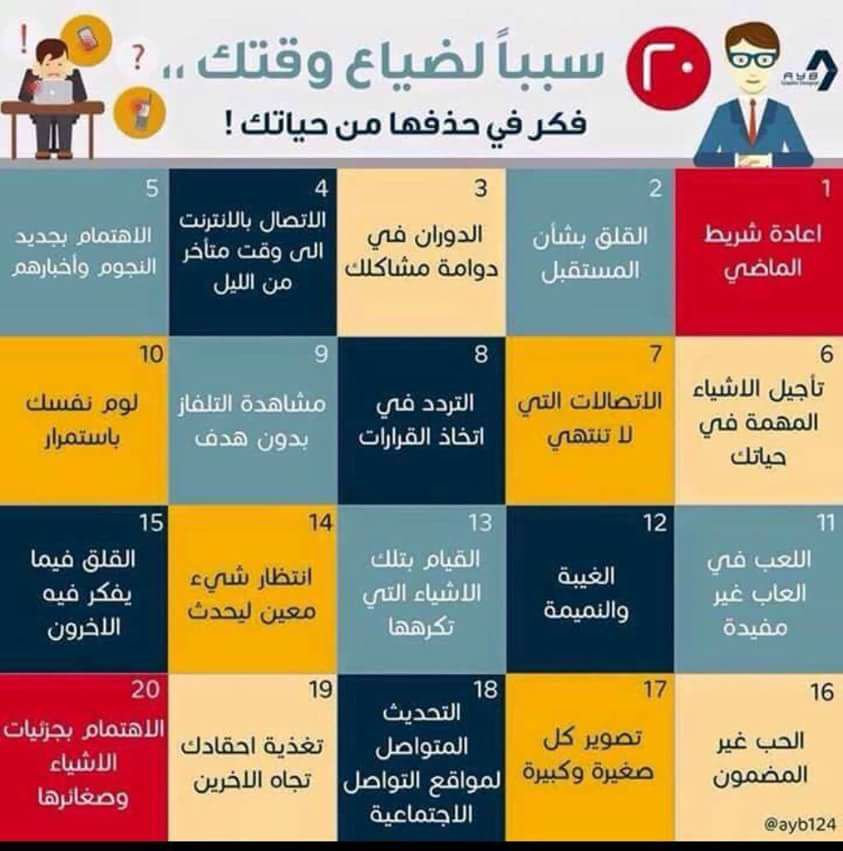 !
?
٢٠
سبباً لضياع وقتك ,,
فكر في حذفها من حياتك !
AYB
1
اعادة شريط
الماضي
2
القلق بشأن
المستقبل
3
الدوران في
دوامة مشاكلك
4
الاتصال بالانترنت
الى وقت متأخر
من الليل
5
الاهتمام بجديد
النجوم وأخبارهم
6
تأجيل الاشياء
المهمة في
حياتك
7
الاتصالات التي
لا تنتهي
8
التردد في
اتخاذ القرارات
9
مشاهدة التلفاز
بدون هدف
10
لوم نفسك
باستمرار
11
اللعب في
العاب غير
مفيدة
12
الغيبة
والنميمة
13
القيام بتلك
الاشياء التي
تكرهها
14
انتظار شيء
معين ليحدث
15
القلق فيما
يفكر فيه
الاخرون
16
الحب غير
المضمون
17
تصوير كل
صغيرة وكبيرة
18
التحديث
المتواصل
لمواقع التواصل
الاجتماعية
19
تغذية احقادك
تجاه الاخرين
20
الاهتمام بجزئيات
الاشياء
وصغائرها
@ayb124